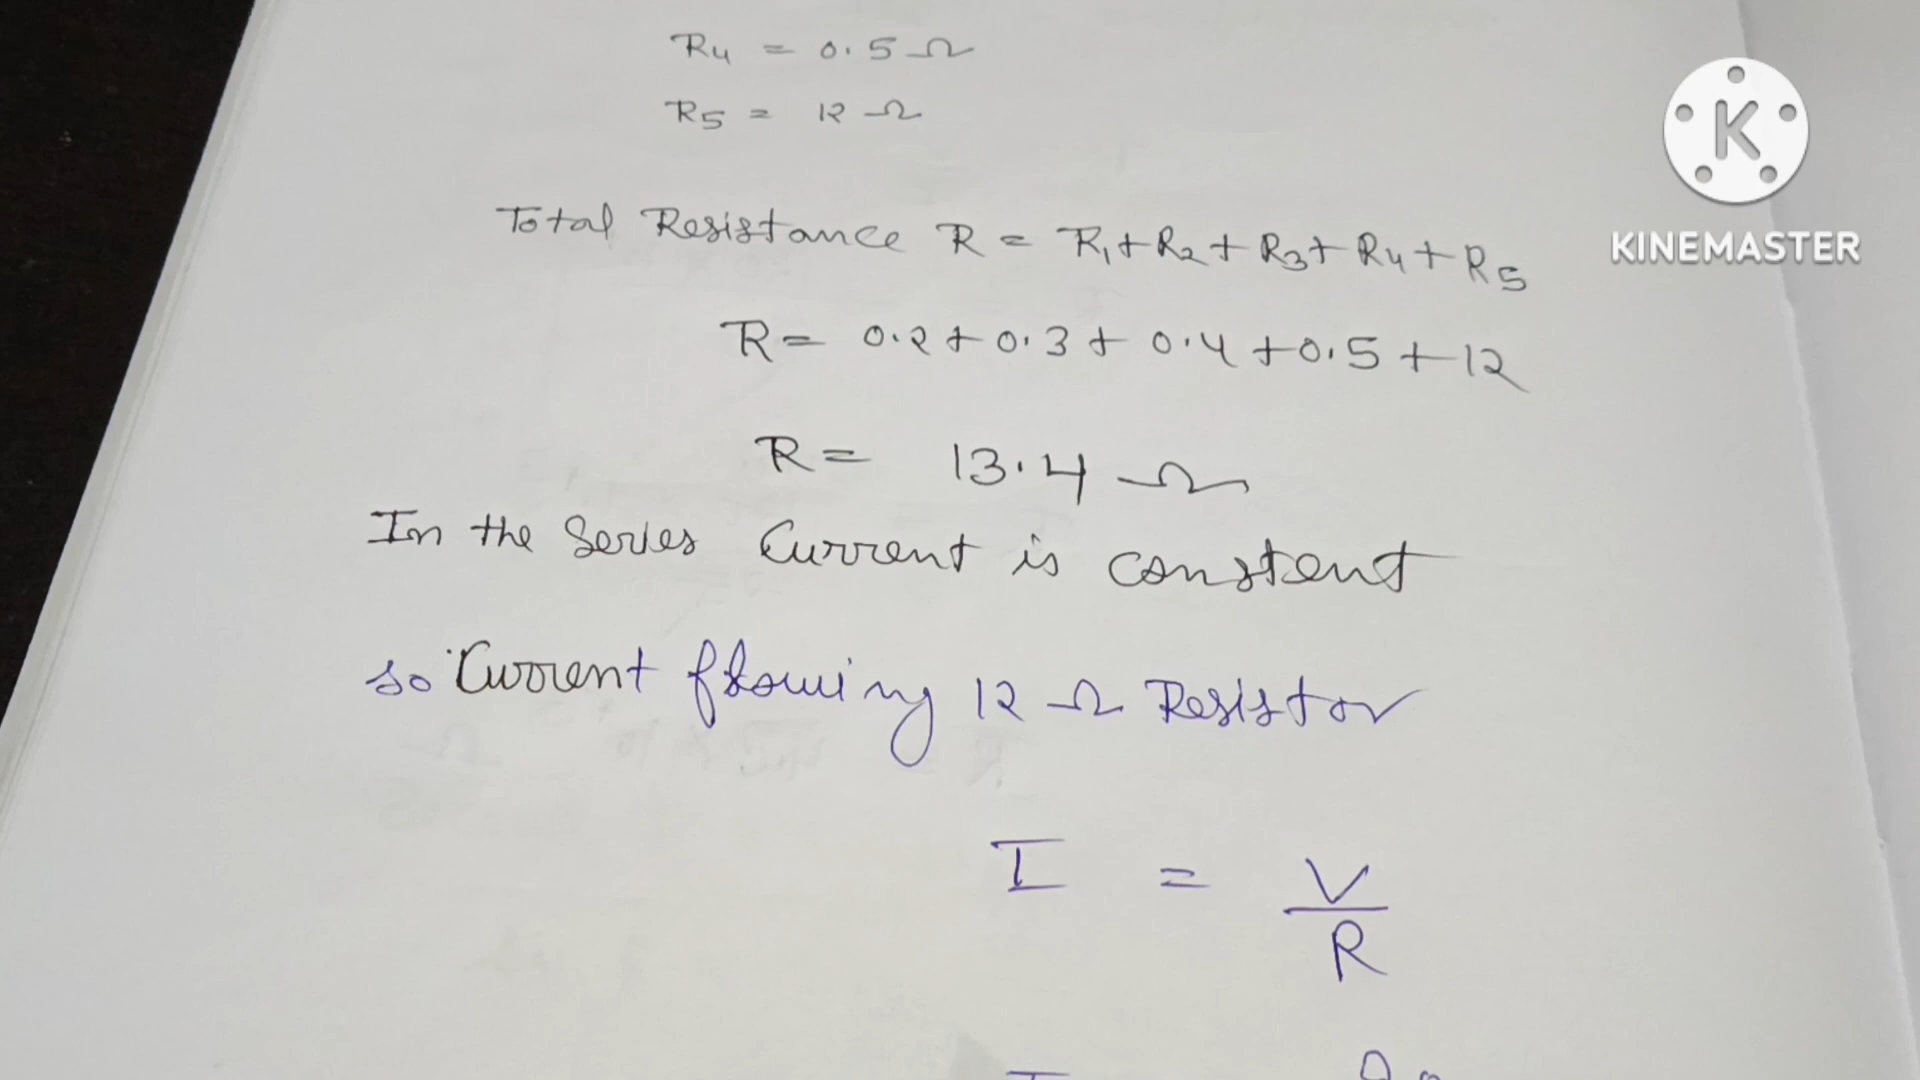 R4 = 0.5 Ω
R5 = 12 Ω
K
KINEMASTER
Total Resistance R = R1+R2+R3+R4+R5
R= 0.2+0.3+0.4+0.5+12
R= 13.4 Ω
In the Series Current is constent
so Current flowing 12 Ω Resistor
I = V/R